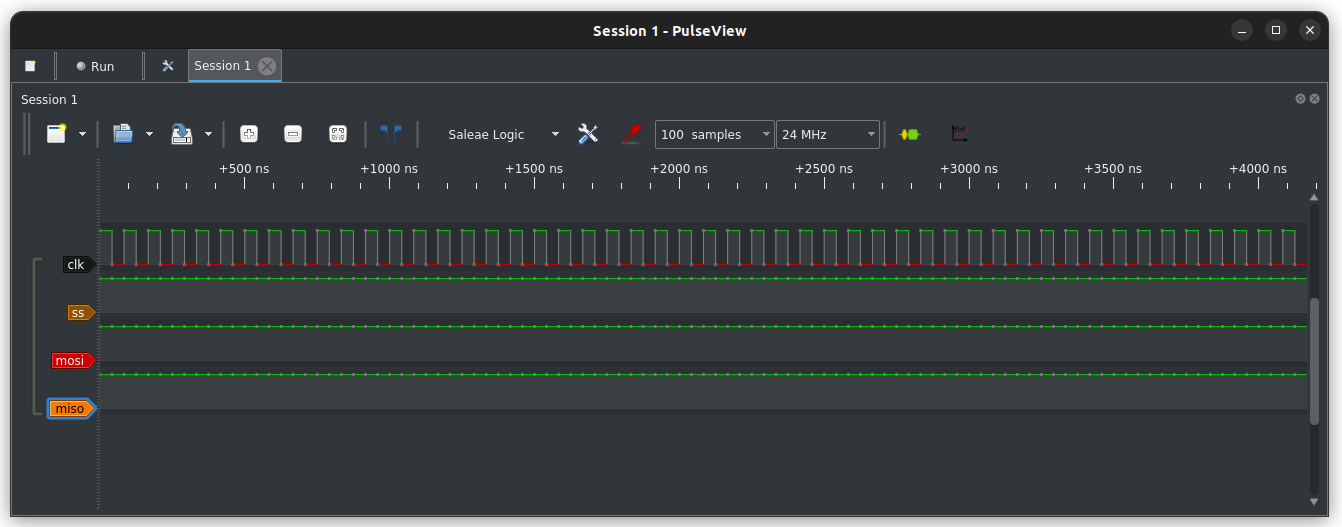 Session 1 - PulseView
Run
Session 1
Session 1
Saleae Logic 100 samples 24 MHz
+500 ns +1000 ns +1500 ns +2000 ns +2500 ns +3000 ns +3500 ns +4000 ns
clk
ss
mosi
miso